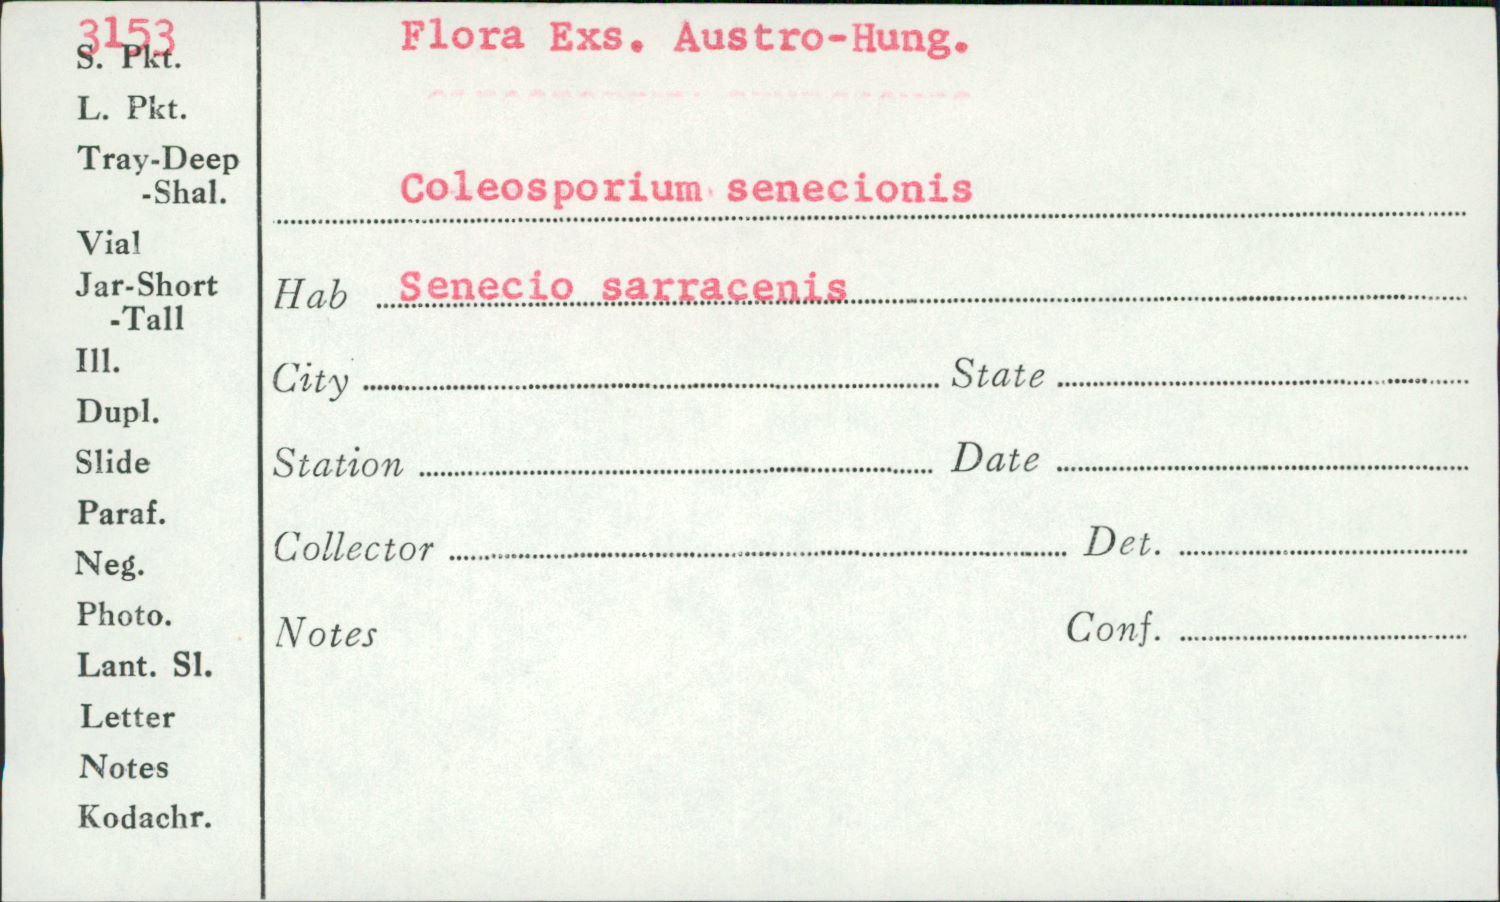 3153
S. Pkt.
L. Pkt.
Tray-Deep
-Shal.
Vial
Jar-Short
-Tall
Ill.
Dupl.
Slide
Paraf.
Neg.
Photo.
Lant. Sl.
Letter
Notes
Kodachr.
Flora Exs. Austro-Hung.
Coleosporium senecionis
Hab Senecio sarracenis
City State
Station Date
Collector Det.
Notes Conf.